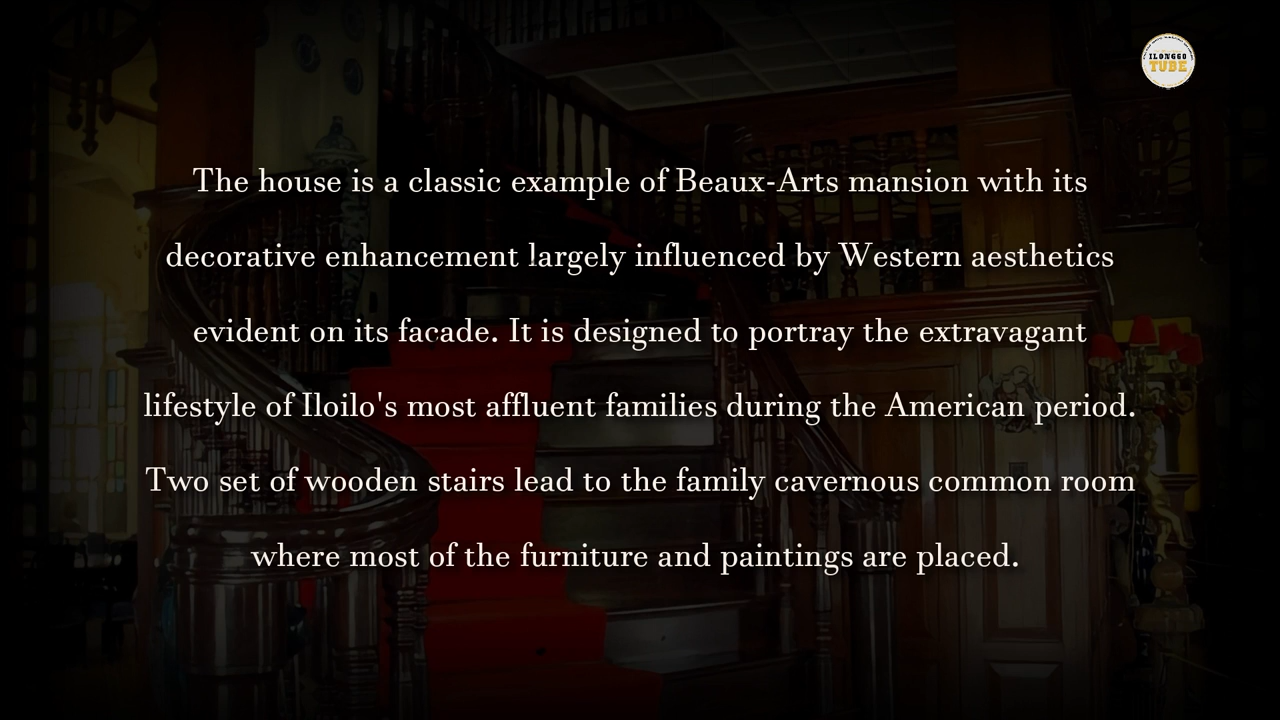 ILONGGO
TUBE
The house is a classic example of Beaux-Arts mansion with its
decorative enhancement largely influenced by Western aesthetics
evident on its facade. It is designed to portray the extravagant
lifestyle of Iloilo's most affluent families during the American period.
Two set of wooden stairs lead to the family cavernous common room
where most of the furniture and paintings are placed.